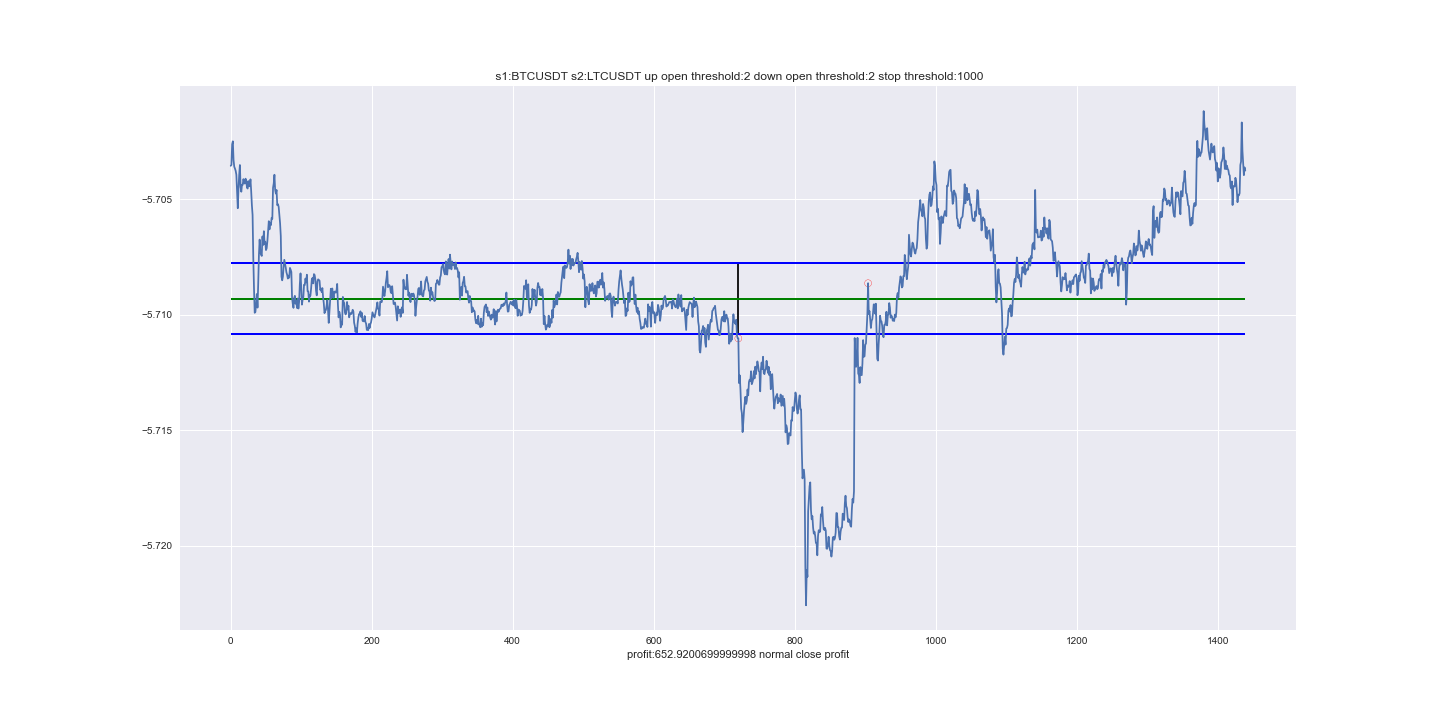 s1:BTCUSDT s2:LTCUSDT up open threshold:2 down open threshold:2 stop threshold:1000
−5.705
−5.710
−5.715
−5.720
0 200 400 600 800 1000 1200 1400
profit:652.9200699999998 normal close profit